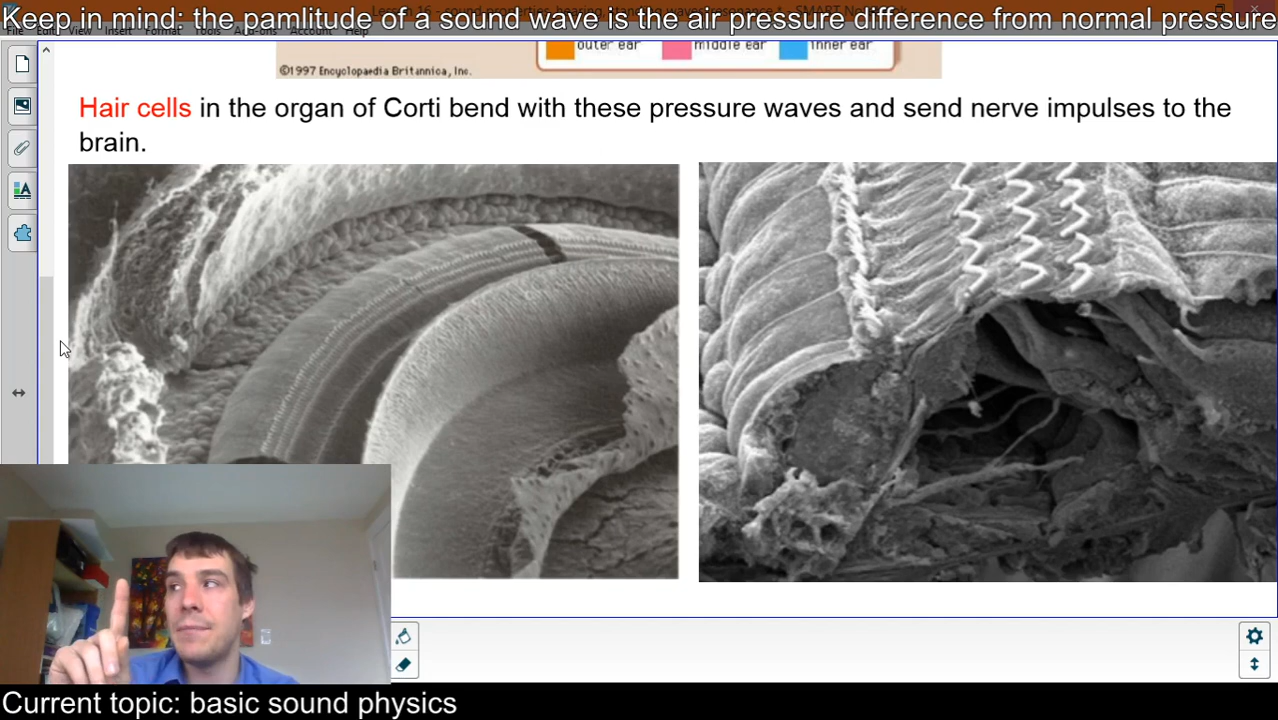 Keep in mind: the pamlitude of a sound wave is the air pressure difference from normal pressure
outer ear middle ear inner ear
©1997 Encyclopaedia Britannica, Inc.
Hair cells in the organ of Corti bend with these pressure waves and send nerve impulses to the
brain.
Current topic: basic sound physics